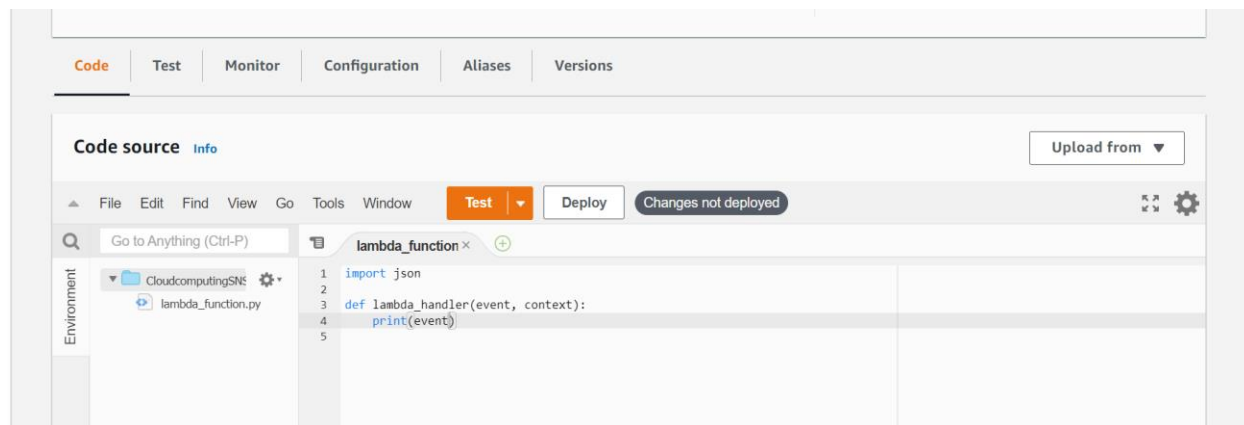 Code Test Monitor Configuration Aliases Versions
Code source Info
Upload from
File Edit Find View Go Tools Window Test Deploy Changes not deployed
Go to Anything (Ctrl-P)
lambda_function
Environment
CloudcomputingSNS
lambda_function.py
1 import json
2
3 def lambda_handler(event, context):
4 print(event)
5